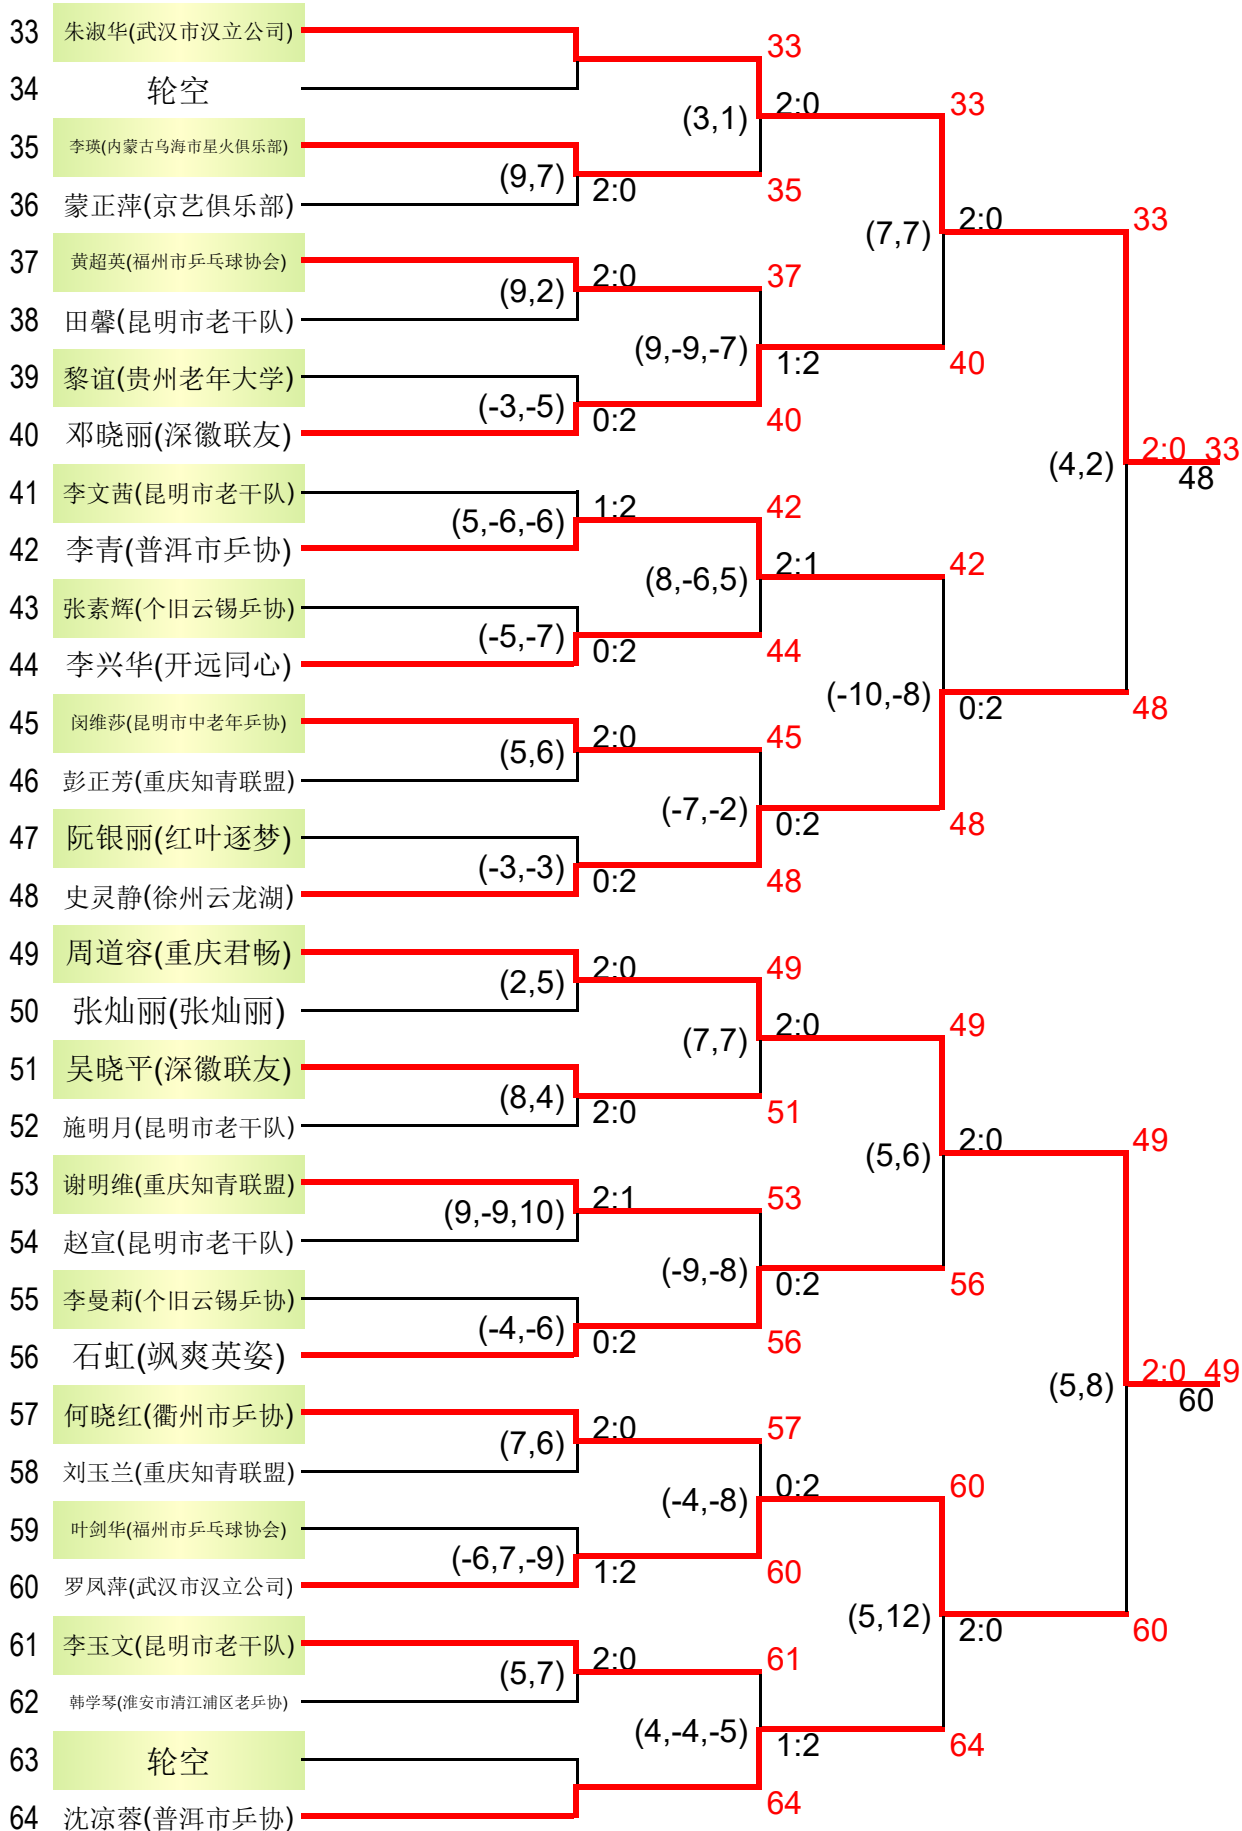 33 朱淑华(武汉市汉立公司)
33
34 轮空
(3,1) 2:0 33
35 李瑛(内蒙古乌海市星火俱乐部)
(9,7) 2:0 35
36 蒙正萍(京艺俱乐部)
(7,7) 2:0 33
37 黄超英(福州市乒乓球协会)
(9,2) 2:0 37
38 田馨(昆明市老干队)
(9,-9,-7) 1:2 40
39 黎谊(贵州老年大学)
(-3,-5) 0:2 40
40 邓晓丽(深徽联友)
(4,2) 2:0 33
48
41 李文茜(昆明市老干队)
(5,-6,-6) 1:2 42
42 李青(普洱市乒协)
(8,-6,5) 2:1 42
43 张素辉(个旧云锡乒协)
(-5,-7) 0:2 44
44 李兴华(开远同心)
(-10,-8) 0:2 48
45 闵维莎(昆明市中老年乒协)
(5,6) 2:0 45
46 彭正芳(重庆知青联盟)
(-7,-2) 0:2 48
47 阮银丽(红叶逐梦)
(-3,-3) 0:2 48
48 史灵静(徐州云龙湖)
49 周道容(重庆君畅)
(2,5) 2:0 49
50 张灿丽(张灿丽)
(7,7) 2:0 49
51 吴晓平(深徽联友)
(8,4) 2:0 51
52 施明月(昆明市老干队)
(5,6) 2:0 49
53 谢明维(重庆知青联盟)
(9,-9,10) 2:1 53
54 赵宣(昆明市老干队)
(-9,-8) 0:2 56
55 李曼莉(个旧云锡乒协)
(-4,-6) 0:2 56
56 石虹(飒爽英姿)
(5,8) 2:0 49
60
57 何晓红(衢州市乒协)
(7,6) 2:0 57
58 刘玉兰(重庆知青联盟)
(-4,-8) 0:2 60
59 叶剑华(福州市乒乓球协会)
(-6,7,-9) 1:2 60
60 罗凤萍(武汉市汉立公司)
(5,12) 2:0 60
61 李玉文(昆明市老干队)
(5,7) 2:0 61
62 韩学琴(淮安市清江浦区老乒协)
(4,-4,-5) 1:2 64
63 轮空
64
64 沈凉蓉(普洱市乒协)